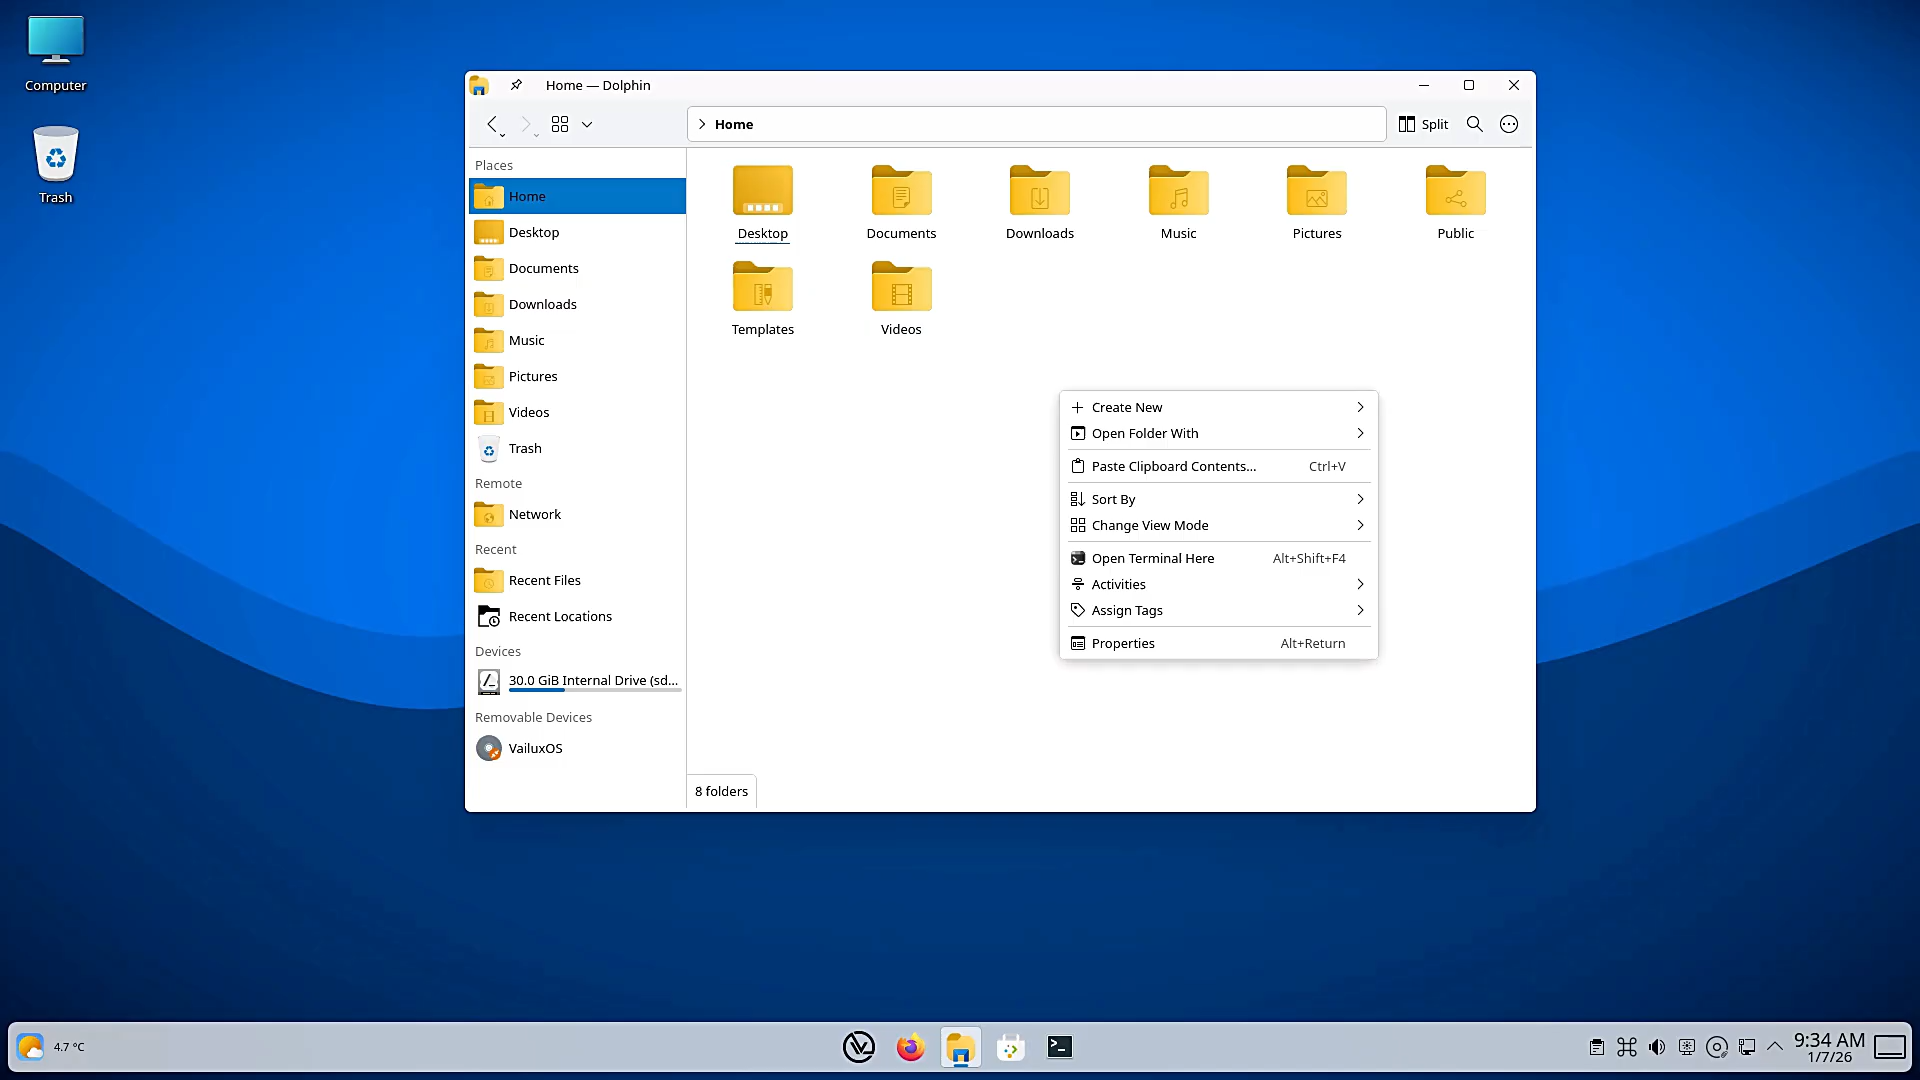 Computer
Trash
Home — Dolphin
Home
Split
Places
Home
Desktop
Documents
Downloads
Music
Pictures
Videos
Trash
Remote
Network
Recent
Recent Files
Recent Locations
Devices
30.0 GiB Internal Drive (sd...
Removable Devices
VailuxOS
Desktop
Documents
Downloads
Music
Pictures
Public
Templates
Videos
Create New
Open Folder With
Paste Clipboard Contents... Ctrl+V
Sort By
Change View Mode
Open Terminal Here Alt+Shift+F4
Activities
Assign Tags
Properties Alt+Return
8 folders
4.7 °C
9:34 AM
1/7/26